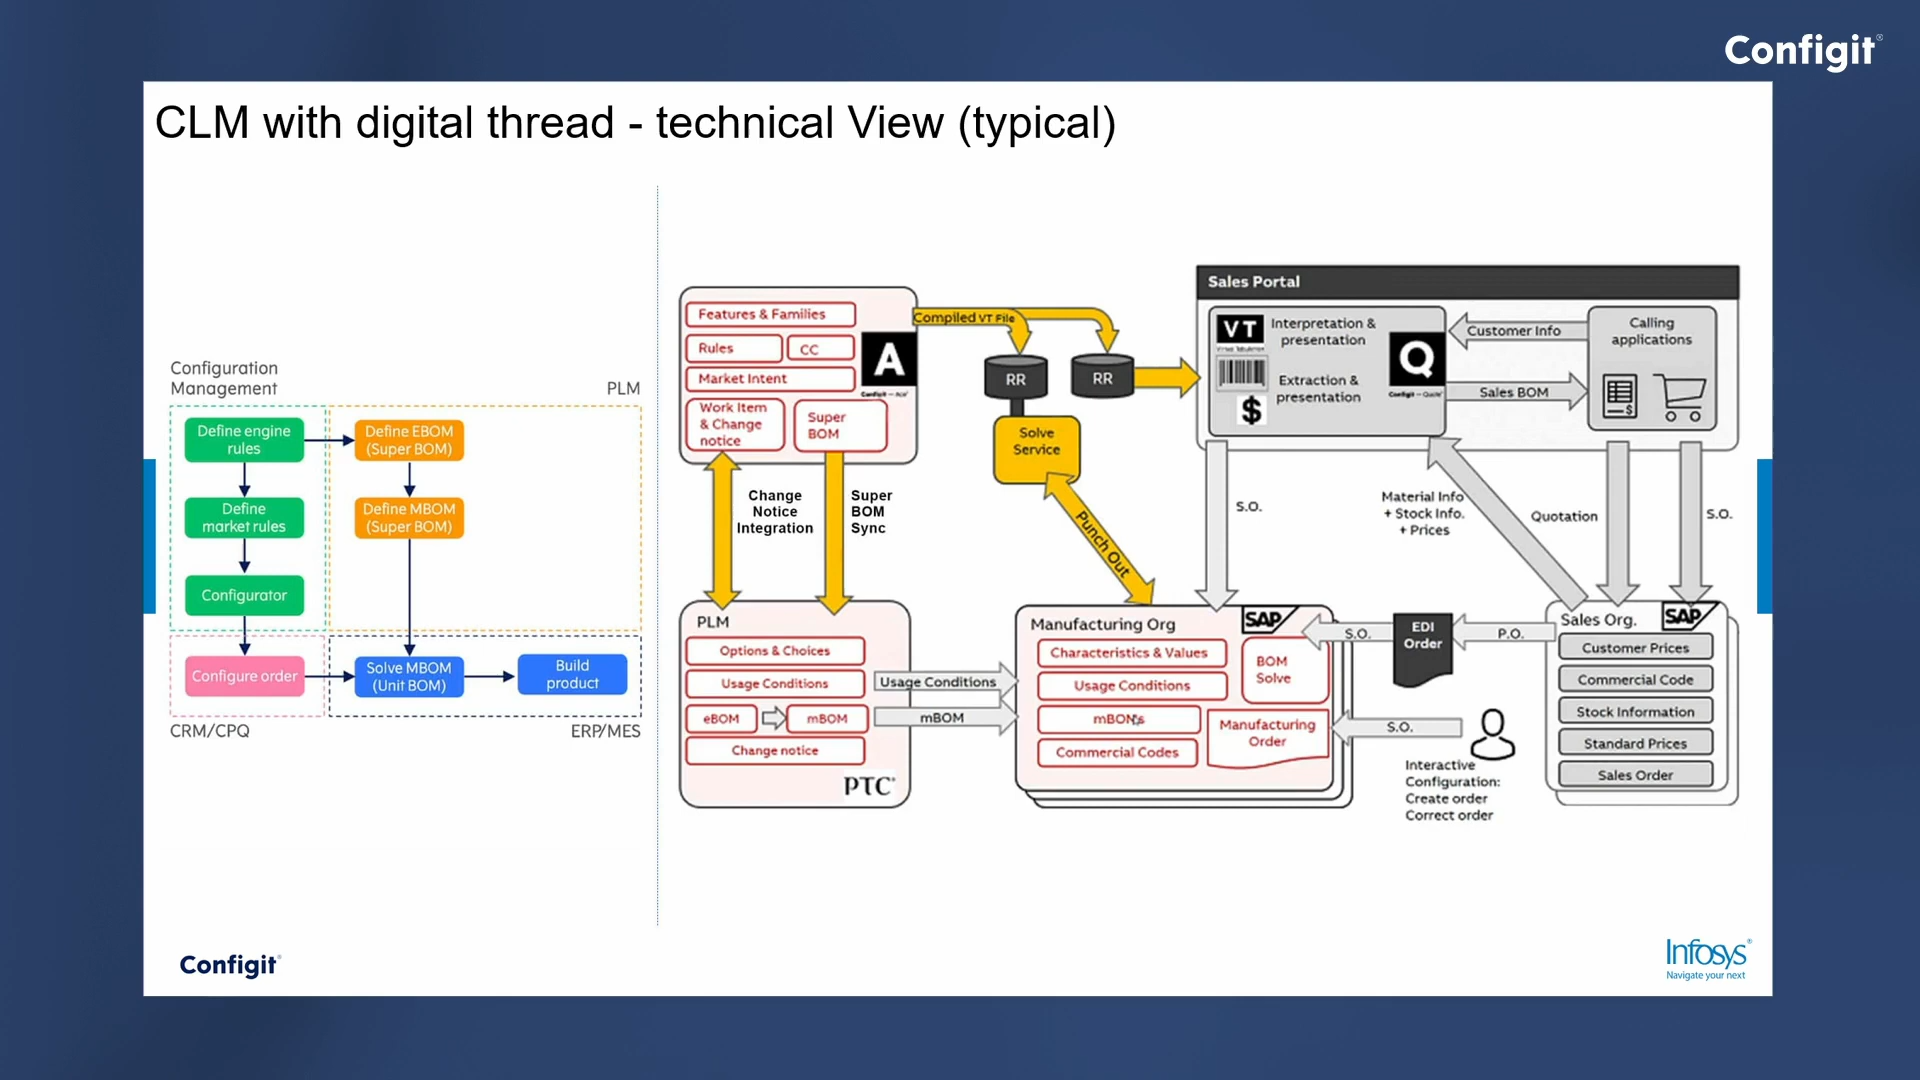 Configit
CLM with digital thread - technical View (typical)
Configuration
Management
PLM
Define engine
rules
Define EBOM
(Super BOM)
Define
market rules
Define MBOM
(Super BOM)
Configurator
Configure order
Solve MBOM
(Unit BOM)
Build
product
CRM/CPQ
ERP/MES
Features & Families
Rules
CC
Market Intent
Work Item
& Change
notice
Super
BOM
A
Compiled VT File
RR
RR
Solve
Service
Sales Portal
VT
Interpretation &
presentation
Extraction &
presentation
$
Q
Customer Info
Sales BOM
Calling
applications
Change
Notice
Integration
Super
BOM
Sync
Punch Out
S.O.
Material Info
+ Stock Info.
+ Prices
Quotation
S.O.
PLM
Options & Choices
Usage Conditions
eBOM
mBOM
Change notice
PTC
Usage Conditions
mBOM
Manufacturing Org
SAP
Characteristics & Values
Usage Conditions
mBOMs
Commercial Codes
BOM
Solve
Manufacturing
Order
S.O.
EDI
Order
P.O.
S.O.
Interactive
Configuration:
Create order
Correct order
Sales Org.
SAP
Customer Prices
Commercial Code
Stock Information
Standard Prices
Sales Order
Configit
Infosys
Navigate your next